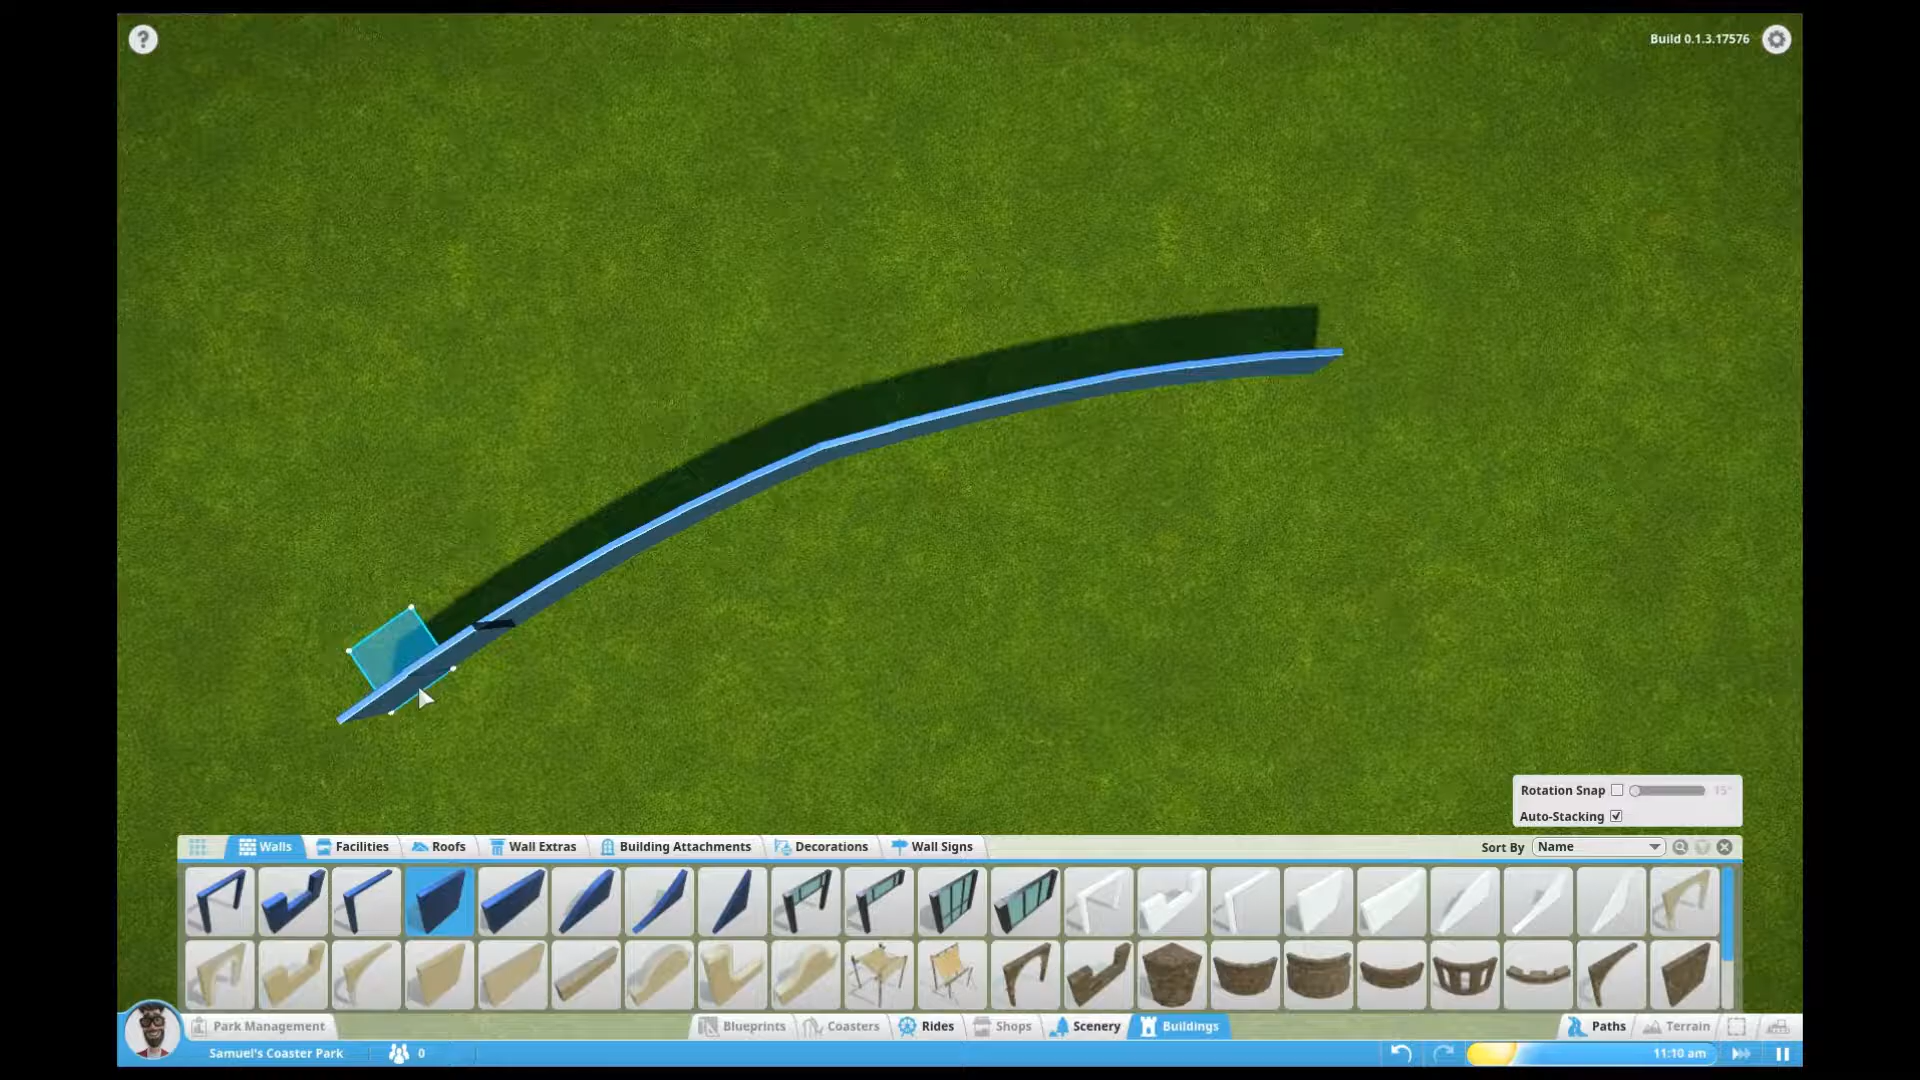 ?
Build 0.1.3.17576
Rotation Snap 15°
Auto-Stacking
Walls Facilities Roofs Wall Extras Building Attachments Decorations Wall Signs Sort By Name
Park Management Blueprints Coasters Rides Shops Scenery Buildings Paths Terrain
Samuel's Coaster Park 0 11:10 am